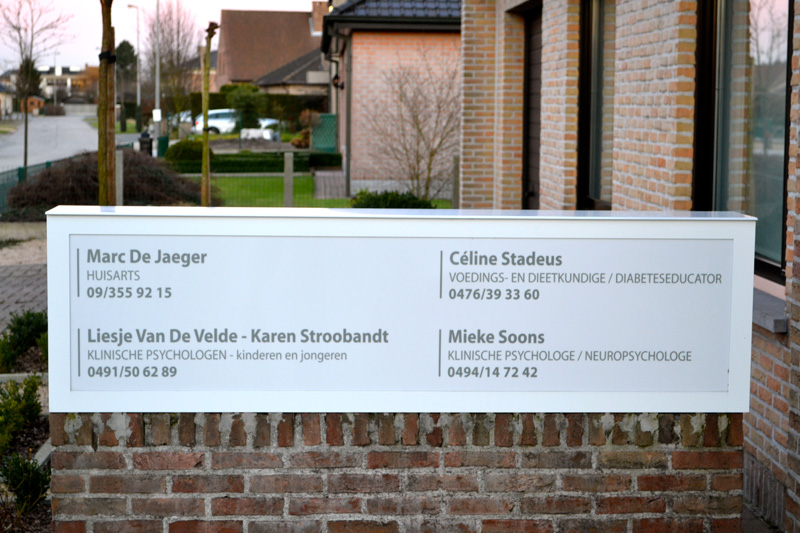 Marc De Jaeger
HUISARTS
09/355 92 15
Liesje Van De Velde - Karen Stroobandt
KLINISCHE PSYCHOLOGEN - kinderen en jongeren
0491/50 62 89
Céline Stadeus
VOEDINGS- EN DIEETKUNDIGE / DIABETESEDUCATOR
0476/39 33 60
Mieke Soons
KLINISCHE PSYCHOLOGE / NEUROPSYCHOLOGE
0494/14 72 42